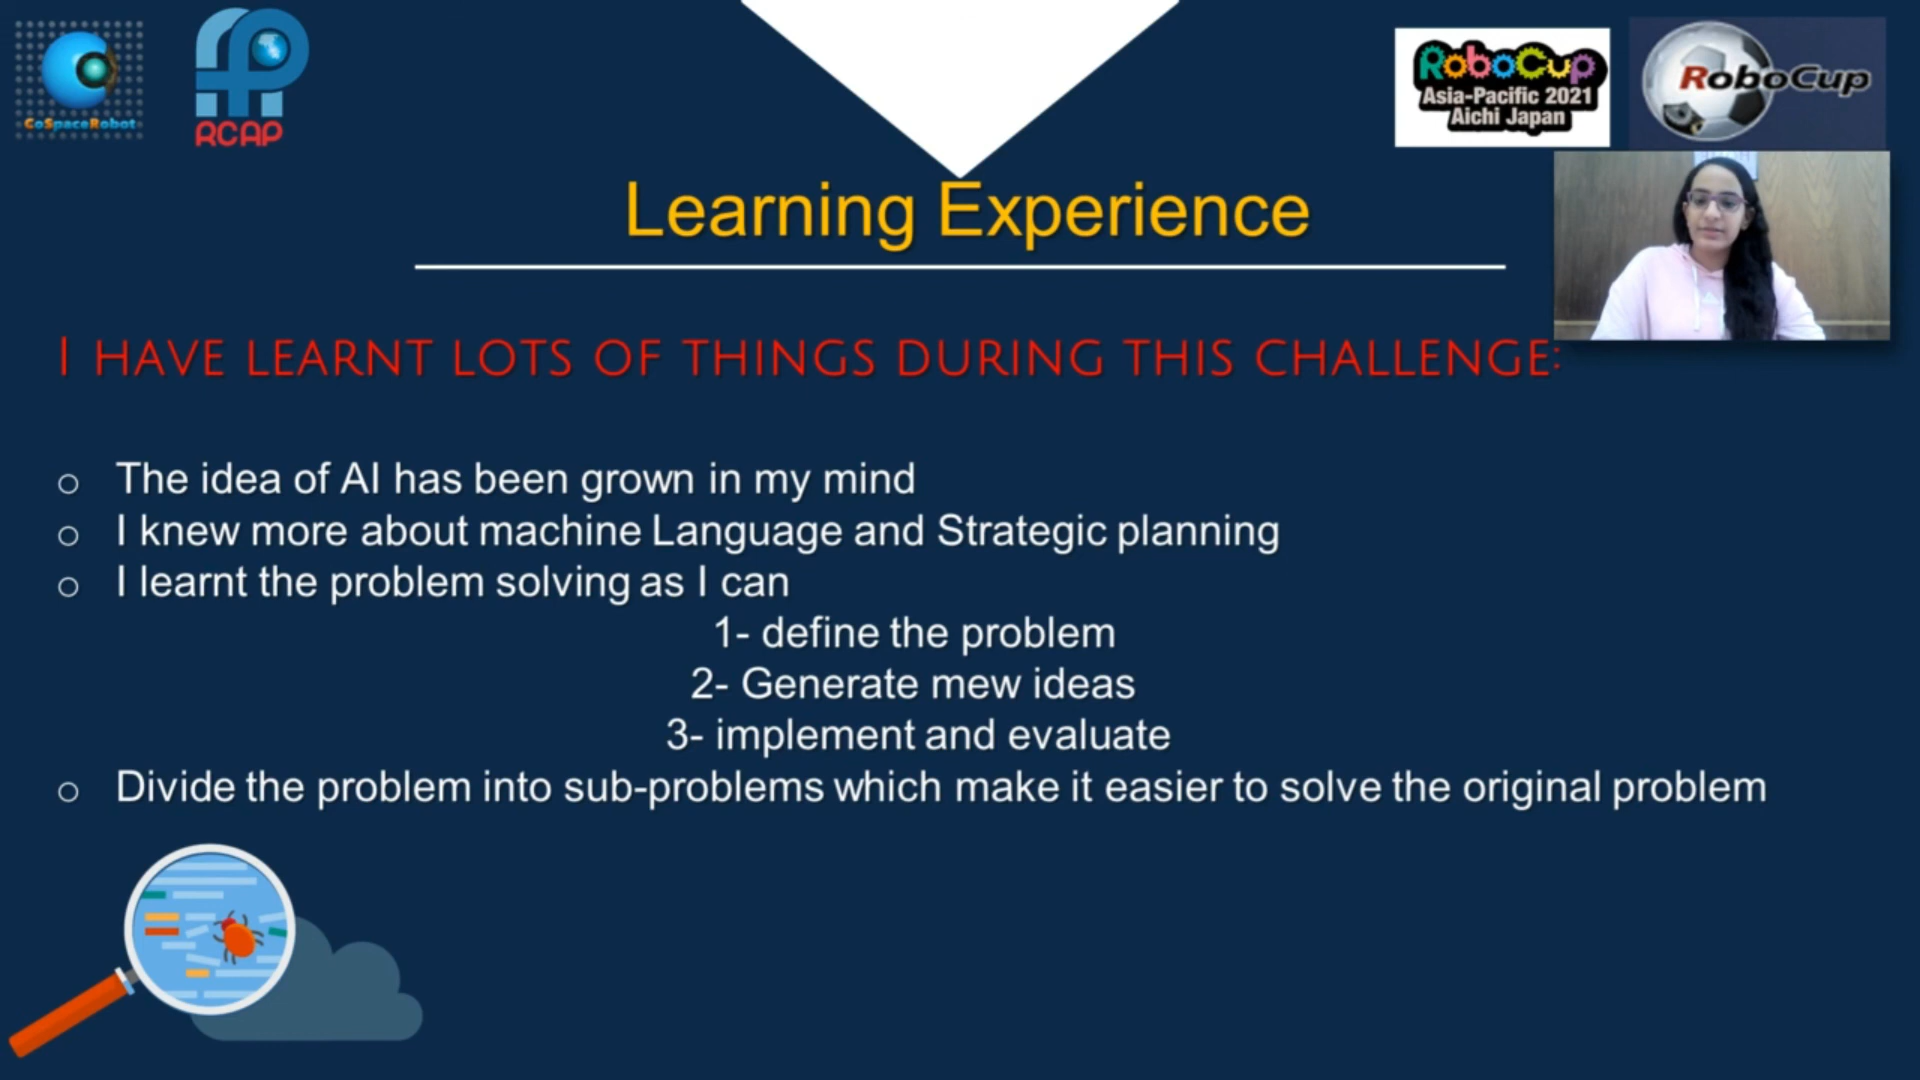 CoSpaceRobot
RCAP
RoboCup
Asia-Pacific 2021
Aichi Japan
RoboCup
Learning Experience
I HAVE LEARNT LOTS OF THINGS DURING THIS CHALLENGE:
The idea of AI has been grown in my mind
I knew more about machine Language and Strategic planning
I learnt the problem solving as I can
1- define the problem
2- Generate mew ideas
3- implement and evaluate
Divide the problem into sub-problems which make it easier to solve the original problem